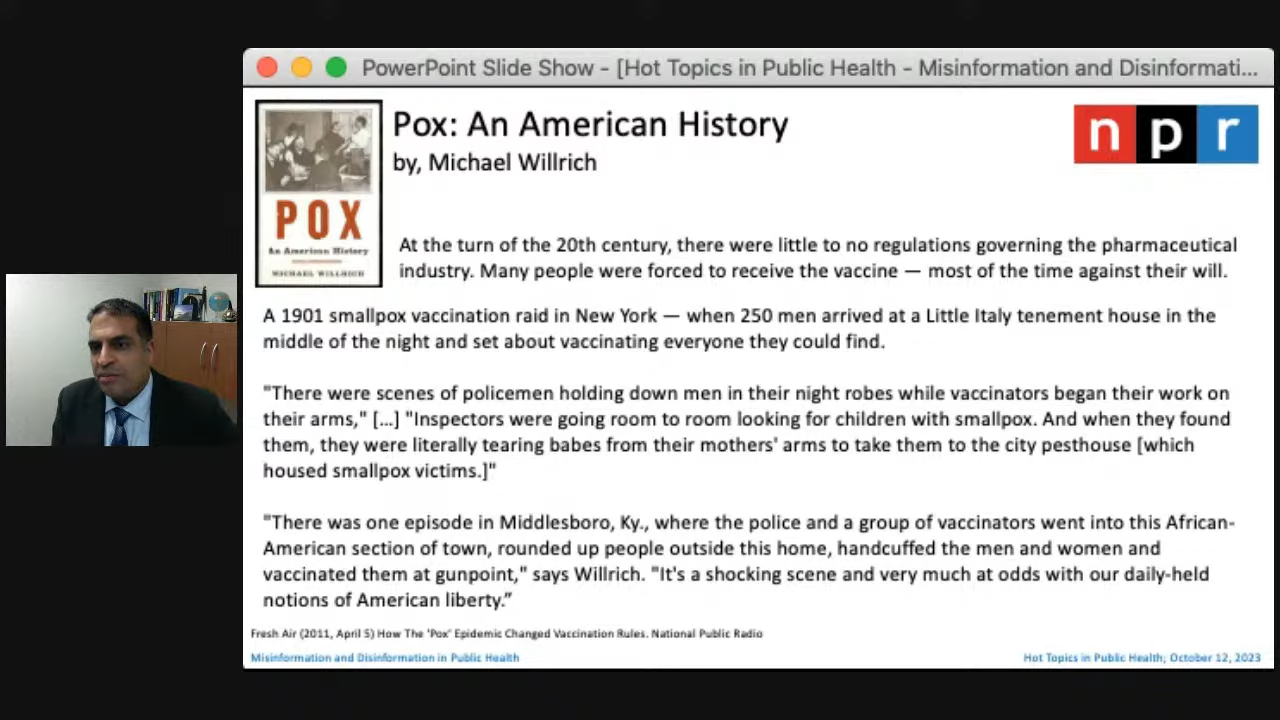 PowerPoint Slide Show - [Hot Topics in Public Health - Misinformation and Disinformati...
Pox: An American History
by, Michael Willrich
npr
POX
An American History
MICHAEL WILLRICH
At the turn of the 20th century, there were little to no regulations governing the pharmaceutical
industry. Many people were forced to receive the vaccine — most of the time against their will.
A 1901 smallpox vaccination raid in New York — when 250 men arrived at a Little Italy tenement house in the
middle of the night and set about vaccinating everyone they could find.
"There were scenes of policemen holding down men in their night robes while vaccinators began their work on
their arms," [...] "Inspectors were going room to room looking for children with smallpox. And when they found
them, they were literally tearing babes from their mothers' arms to take them to the city pesthouse [which
housed smallpox victims.]"
"There was one episode in Middlesboro, Ky., where the police and a group of vaccinators went into this African-
American section of town, rounded up people outside this home, handcuffed the men and women and
vaccinated them at gunpoint," says Willrich. "It's a shocking scene and very much at odds with our daily-held
notions of American liberty.”
Fresh Air (2011, April 5) How The 'Pox' Epidemic Changed Vaccination Rules. National Public Radio
Misinformation and Disinformation in Public Health
Hot Topics in Public Health; October 12, 2023